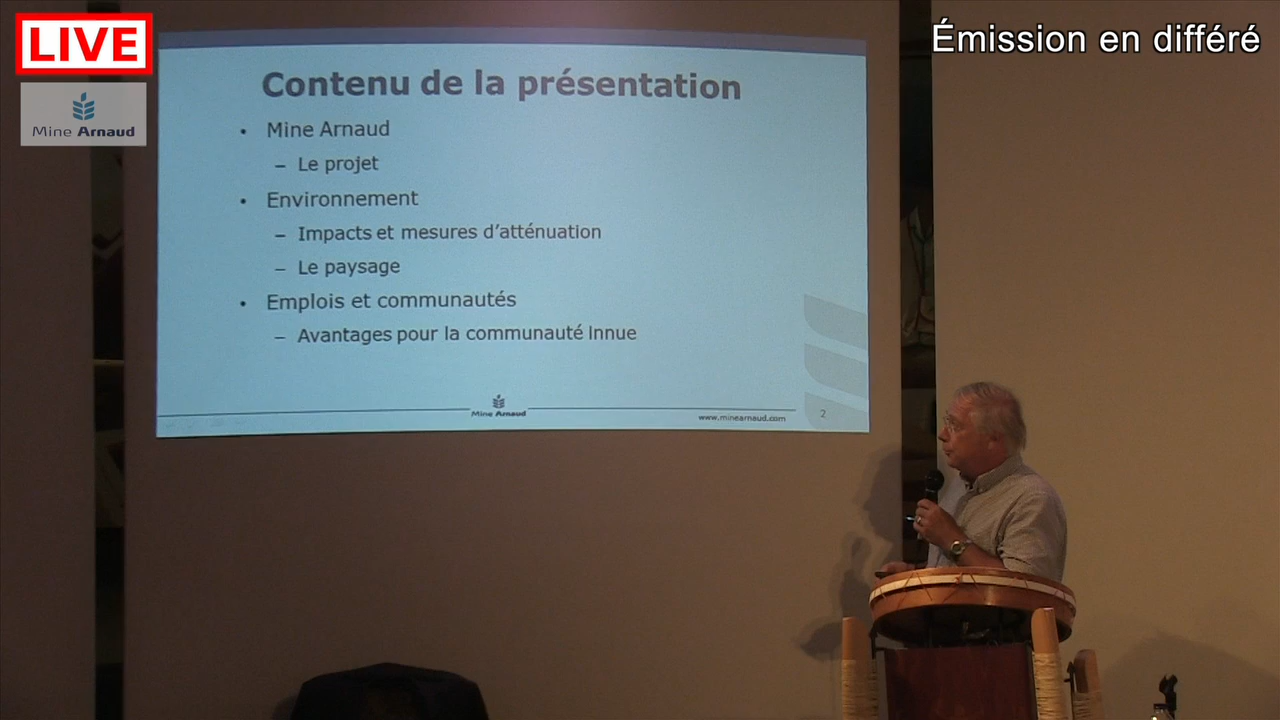 LIVE
Émission en différé
Mine Arnaud
Contenu de la présentation
• Mine Arnaud
– Le projet
• Environnement
– Impacts et mesures d'atténuation
– Le paysage
• Emplois et communautés
– Avantages pour la communauté Innue
Mine Arnaud
www.minearnaud.com
2